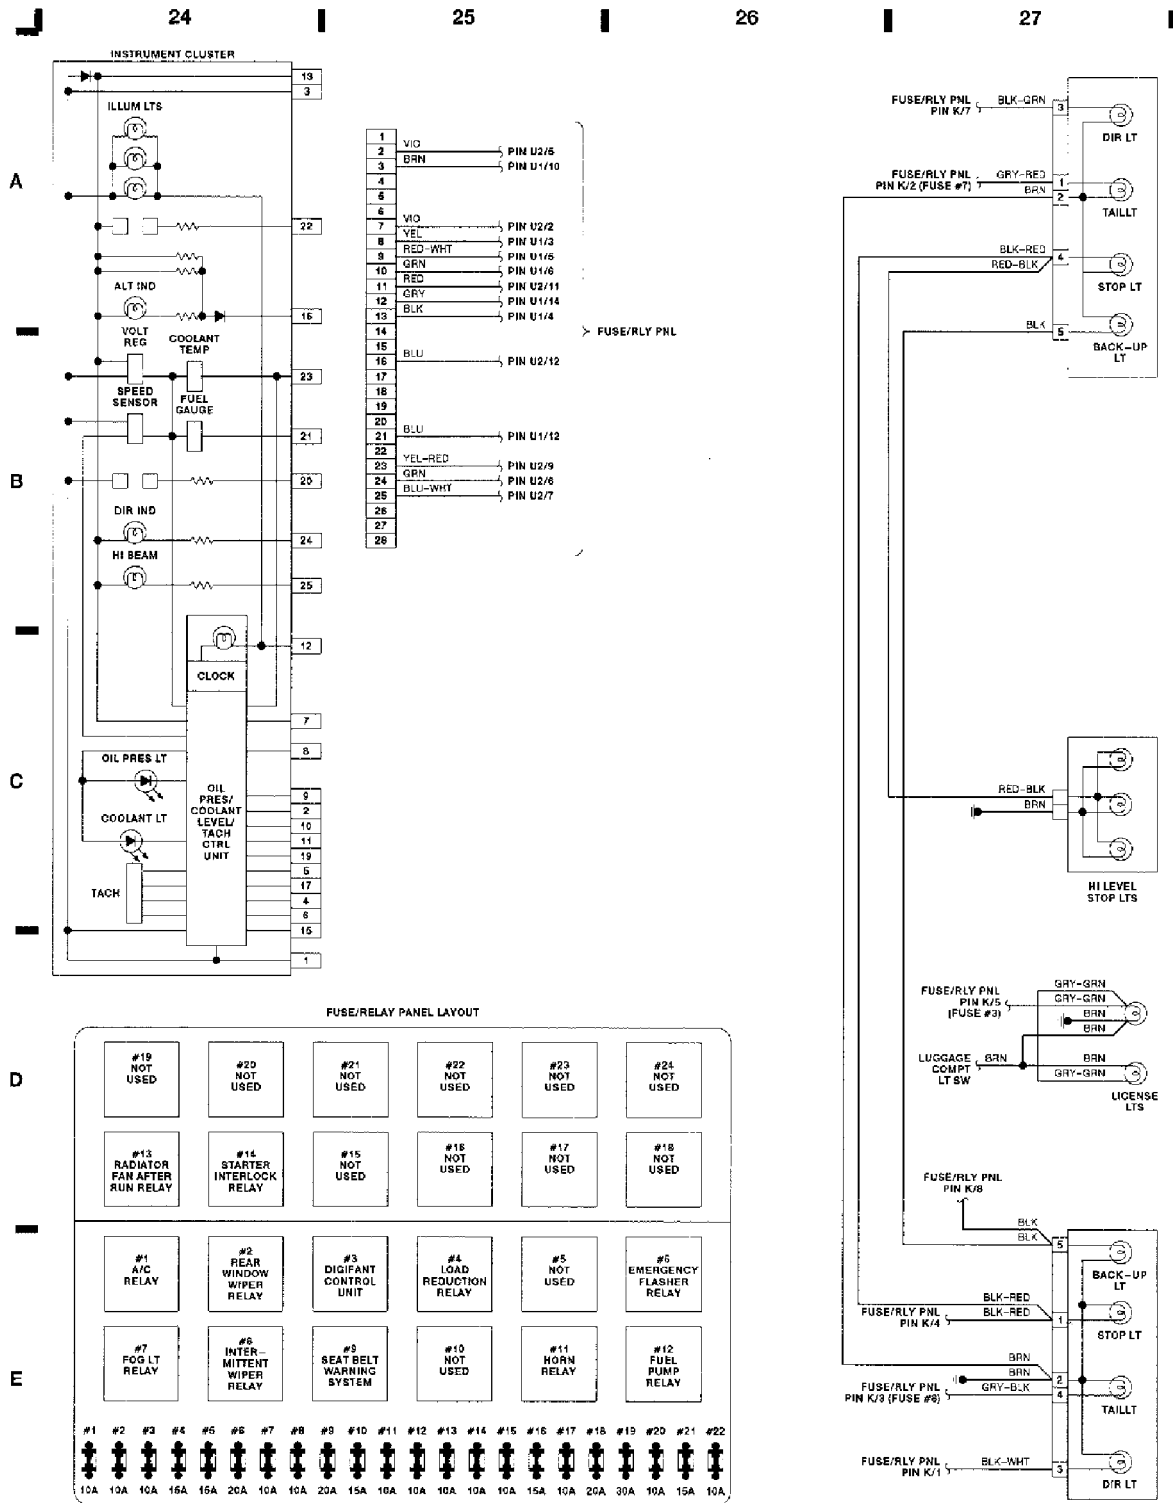 24 25 26 27
INSTRUMENT CLUSTER
13
3
ILLUM LTS
A
22
ALT IND
16
VOLT
REG
COOLANT
TEMP
23
SPEED
SENSOR
FUEL
GAUGE
21
B
20
DIR IND
24
HI BEAM
25
12
CLOCK
7
8
OIL PRES LT
C
OIL
PRES/
COOLANT
LEVEL/
TACH
CTRL
UNIT
9
2
10
11
19
5
17
4
6
15
1
COOLANT LT
TACH
1
2 VIO PIN U2/5
3 BRN PIN U1/10
4
5
6
7 VIO PIN U2/2
8 YEL PIN U1/3
9 RED-WHT PIN U1/5
10 GRN PIN U1/6
11 RED PIN U2/11
12 GRY PIN U1/14
13 BLK PIN U1/4
14
15
16 BLU PIN U2/12
17
18
19
20
21 BLU PIN U1/12
22
23 YEL-RED PIN U2/9
24 GRN PIN U2/6
25 BLU-WHT PIN U2/7
26
27
28
FUSE/RLY PNL
FUSE/RLY PNL
PIN K/7
BLK-GRN 3
DIR LT
FUSE/RLY PNL
PIN K/2 (FUSE #7)
GRY-RED 1
BRN 2
TAILLT
BLK-RED 4
RED-BLK
STOP LT
BLK 5
BACK-UP
LT
RED-BLK
BRN
HI LEVEL
STOP LTS
FUSE/RLY PNL
PIN K/5
(FUSE #3)
GRY-GRN
GRY-GRN
BRN
BRN
LUGGAGE
COMPT
LT SW
BRN
BRN
GRY-GRN
LICENSE
LTS
FUSE/RLY PNL
PIN K/8
BLK
BLK 5
BACK-UP
LT
BLK-RED
BLK-RED 1
FUSE/RLY PNL
PIN K/4
STOP LT
BRN
BRN 2
GRY-BLK 4
FUSE/RLY PNL
PIN K/3 (FUSE #8)
TAILLT
FUSE/RLY PNL
PIN K/1
BLK-WHT 3
DIR LT
FUSE/RELAY PANEL LAYOUT
D
#19
NOT
USED
#20
NOT
USED
#21
NOT
USED
#22
NOT
USED
#23
NOT
USED
#24
NOT
USED
#13
RADIATOR
FAN AFTER
RUN RELAY
#14
STARTER
INTERLOCK
RELAY
#15
NOT
USED
#16
NOT
USED
#17
NOT
USED
#18
NOT
USED
#1
A/C
RELAY
#2
REAR
WINDOW
WIPER
RELAY
#3
DIGIFANT
CONTROL
UNIT
#4
LOAD
REDUCTION
RELAY
#5
NOT
USED
#6
EMERGENCY
FLASHER
RELAY
E
#7
FOG LT
RELAY
#8
INTER-
MITTENT
WIPER
RELAY
#9
SEAT BELT
WARNING
SYSTEM
#10
NOT
USED
#11
HORN
RELAY
#12
FUEL
PUMP
RELAY
#1 #2 #3 #4 #5 #6 #7 #8 #9 #10 #11 #12 #13 #14 #15 #16 #17 #18 #19 #20 #21 #22
10A 10A 10A 15A 15A 20A 10A 10A 20A 15A 10A 10A 10A 10A 10A 15A 10A 20A 30A 10A 15A 10A